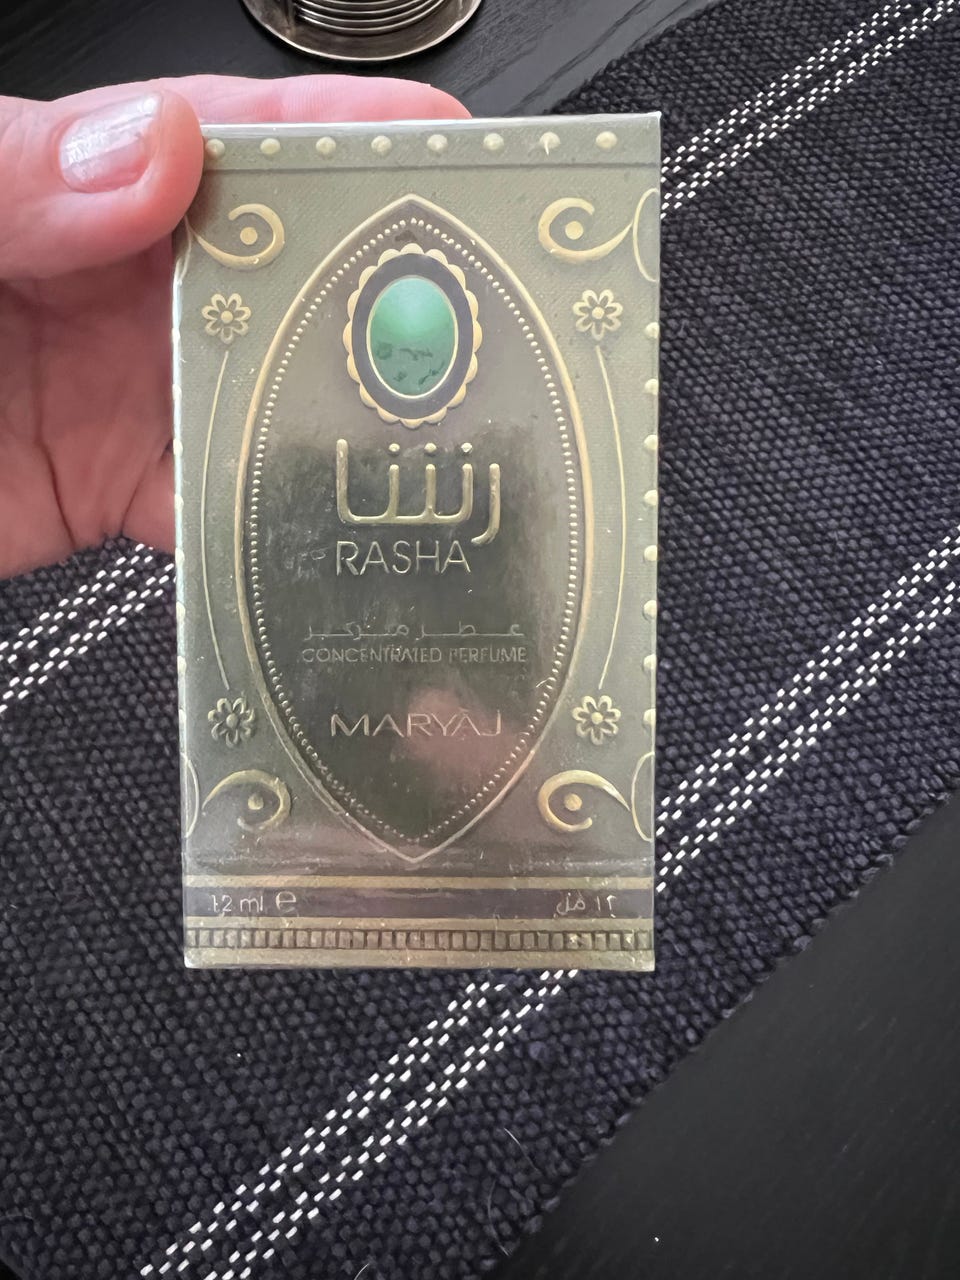 رشا
RASHA
عطر مركز
CONCENTRATED PERFUME
MARYAJ
12 ml e
١٢ مل